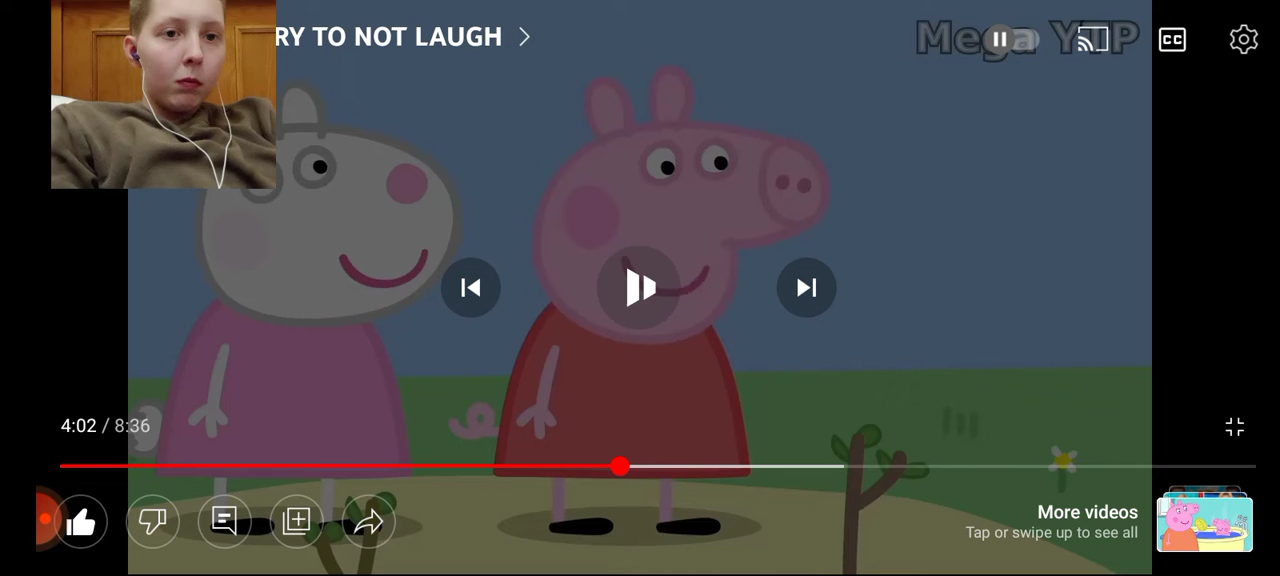 RY TO NOT LAUGH
Mega YTP
CC
4:02 / 8:36
More videos
Tap or swipe up to see all